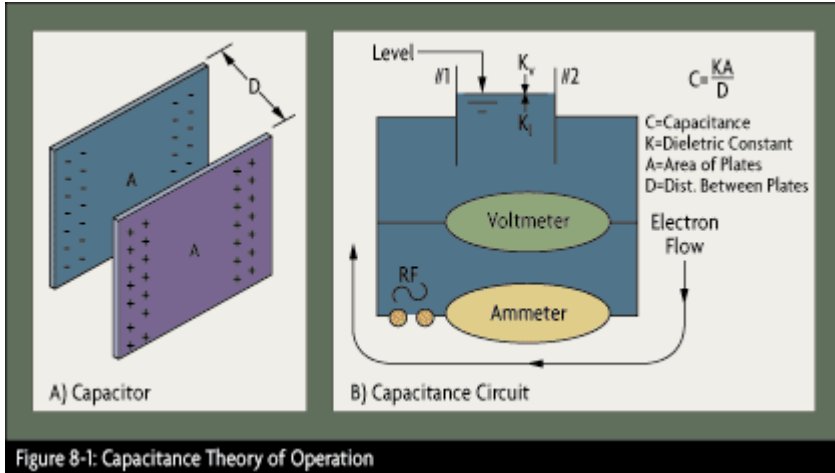 D
A
A
- - - -
+ + + +
A) Capacitor
Level
#1
Kv
#2
Kl
C=KA/D
C=Capacitance
K=Dieletric Constant
A=Area of Plates
D=Dist. Between Plates
Voltmeter
Electron
Flow
RF
Ammeter
B) Capacitance Circuit
Figure 8-1: Capacitance Theory of Operation